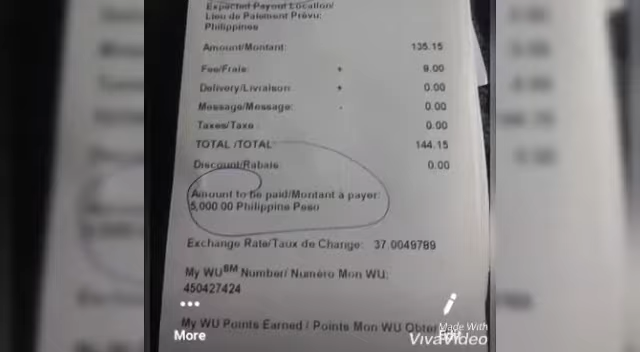 Expected Payout Location/
Lieu de Paiement Prévu:
Philippines
Amount/Montant: 135.15
Fee/Frais: + 9.00
Delivery/Livraison: + 0.00
Message/Message: 0.00
Taxes/Taxe 0.00
TOTAL /TOTAL 144.15
Discount/Rabais: 0.00
Amount to be paid/Montant à payer:
5,000.00 Philippine Peso
Exchange Rate/Taux de Change: 37.0049789
My WU SM Number/ Numéro Mon WU:
450427424
My WU Points Earned / Points Mon WU
More
Edit
Made With
VivaVideo